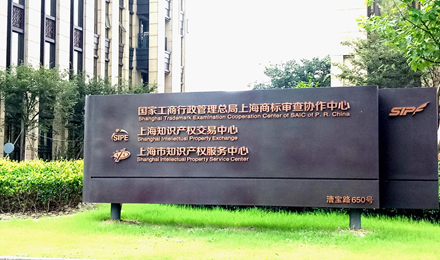 国家工商行政管理总局上海商标审查协作中心
Shanghai Trademark Examination Cooperation Center of SAIC of P. R. China
SIPE
上海知识产权交易中心
Shanghai Intellectual Property Exchange
上海市知识产权服务中心
Shanghai Intellectual Property Service Center
漕宝路650号